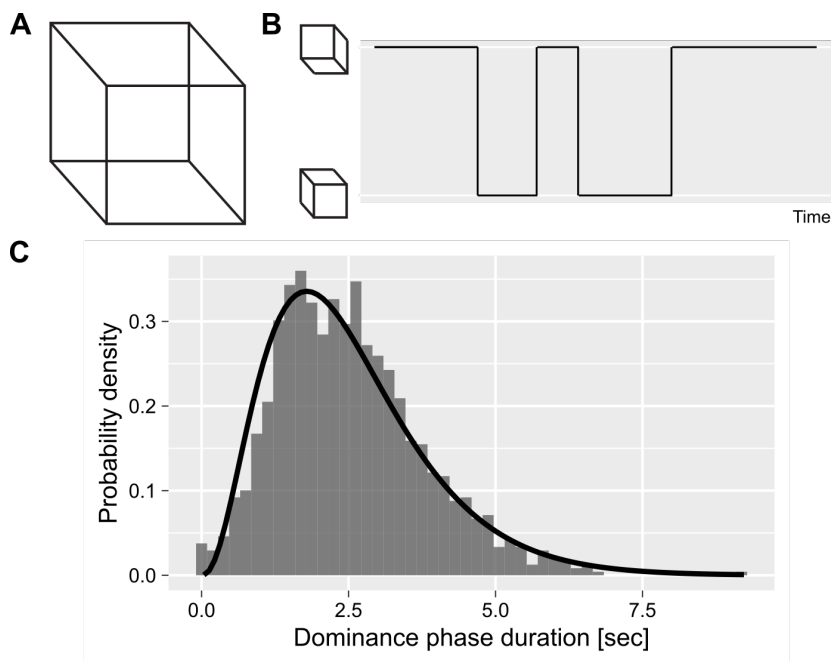 A
B
Time
C
Probability density
0.3
0.2
0.1
0.0
0.0 2.5 5.0 7.5
Dominance phase duration [sec]